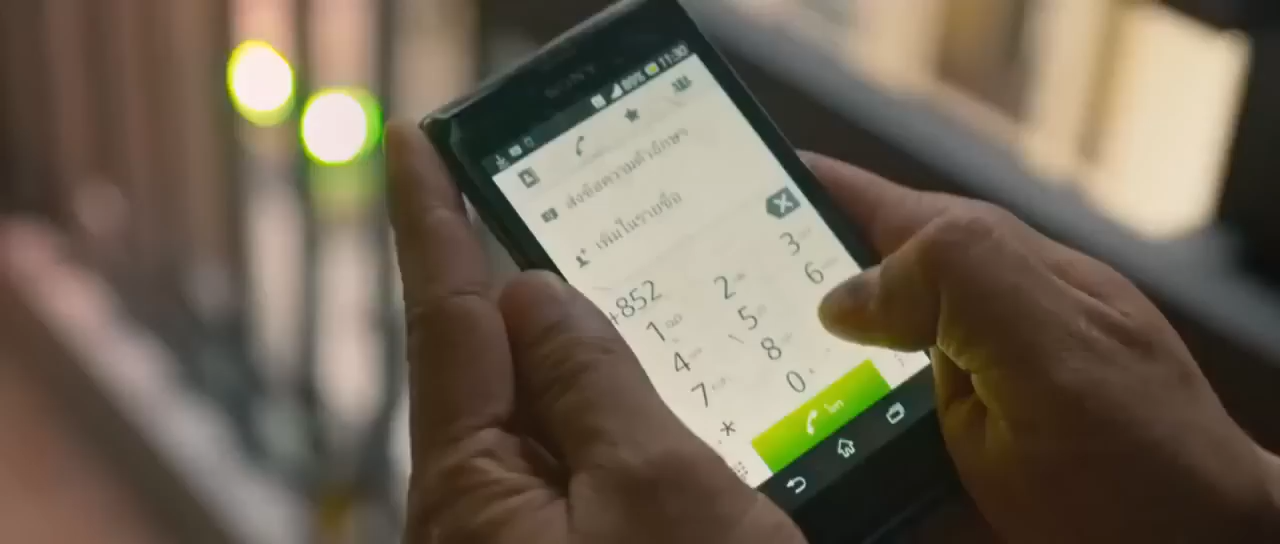 SONY
11:30
ส่งข้อความตัวอักษร
เพิ่มในรายชื่อ
+852
1 2 3
4 5 6
7 8
* 0
โทร